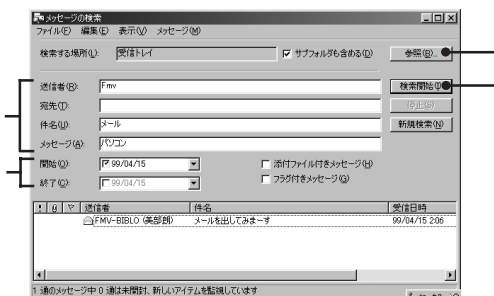 メッセージの検索
ファイル(F) 編集(E) 表示(V) メッセージ(M)
検索する場所(L): 受信トレイ サブフォルダも含める(D) 参照(B)...
送信者(R): Fmv 検索開始(I)
宛先(T): 停止(S)
件名(U): メール 新規検索(N)
メッセージ(A): パソコン
開始(O): 99/04/15 添付ファイル付きメッセージ(H)
終了(C): 99/04/15 フラグ付きメッセージ(G)
送信者 件名 受信日時
FMV-BIBLO (美部朗) メールを出してみまーす 99/04/15 2:06
1 通のメッセージ中 0 通は未開封、新しいアイテムを監視しています